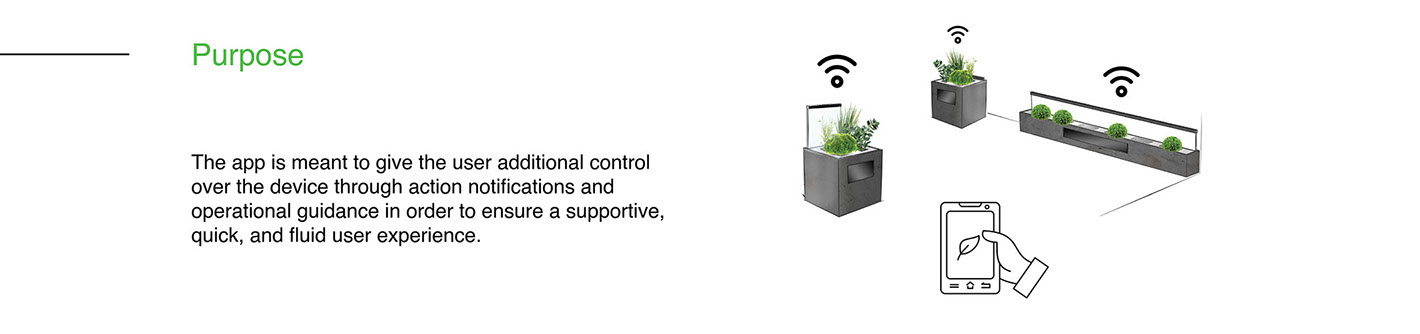 Purpose
The app is meant to give the user additional control
over the device through action notifications and
operational guidance in order to ensure a supportive,
quick, and fluid user experience.